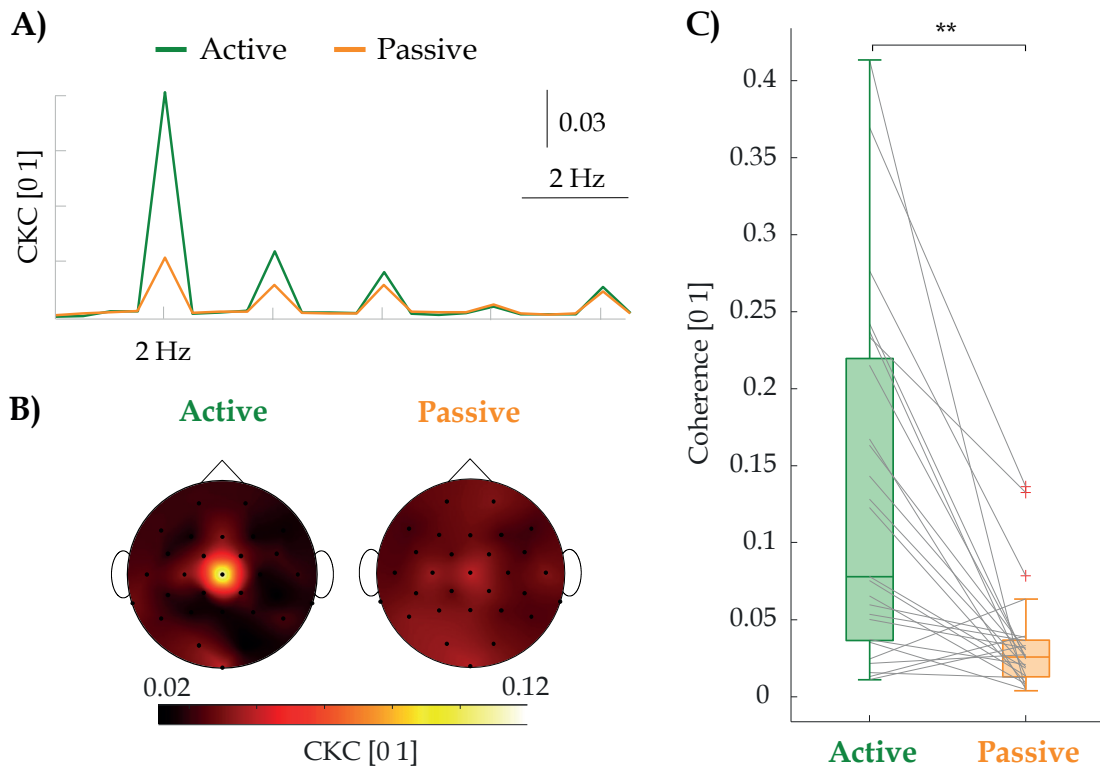 A)
Active Passive
CKC [0 1]
0.03
2 Hz
2 Hz
B)
Active Passive
0.02 0.12
CKC [0 1]
C)
**
Coherence [0 1]
0.4
0.35
0.3
0.25
0.2
0.15
0.1
0.05
0
Active Passive